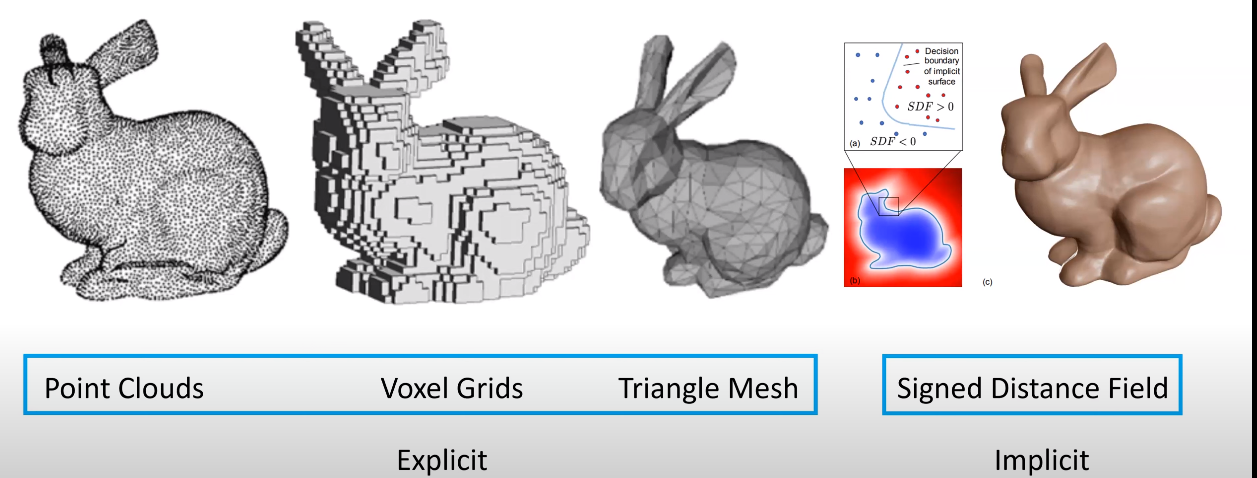 Decision
boundary
of implicit
surface
SDF > 0
(a) SDF < 0
(b)
(c)
Point Clouds Voxel Grids Triangle Mesh Signed Distance Field
Explicit Implicit